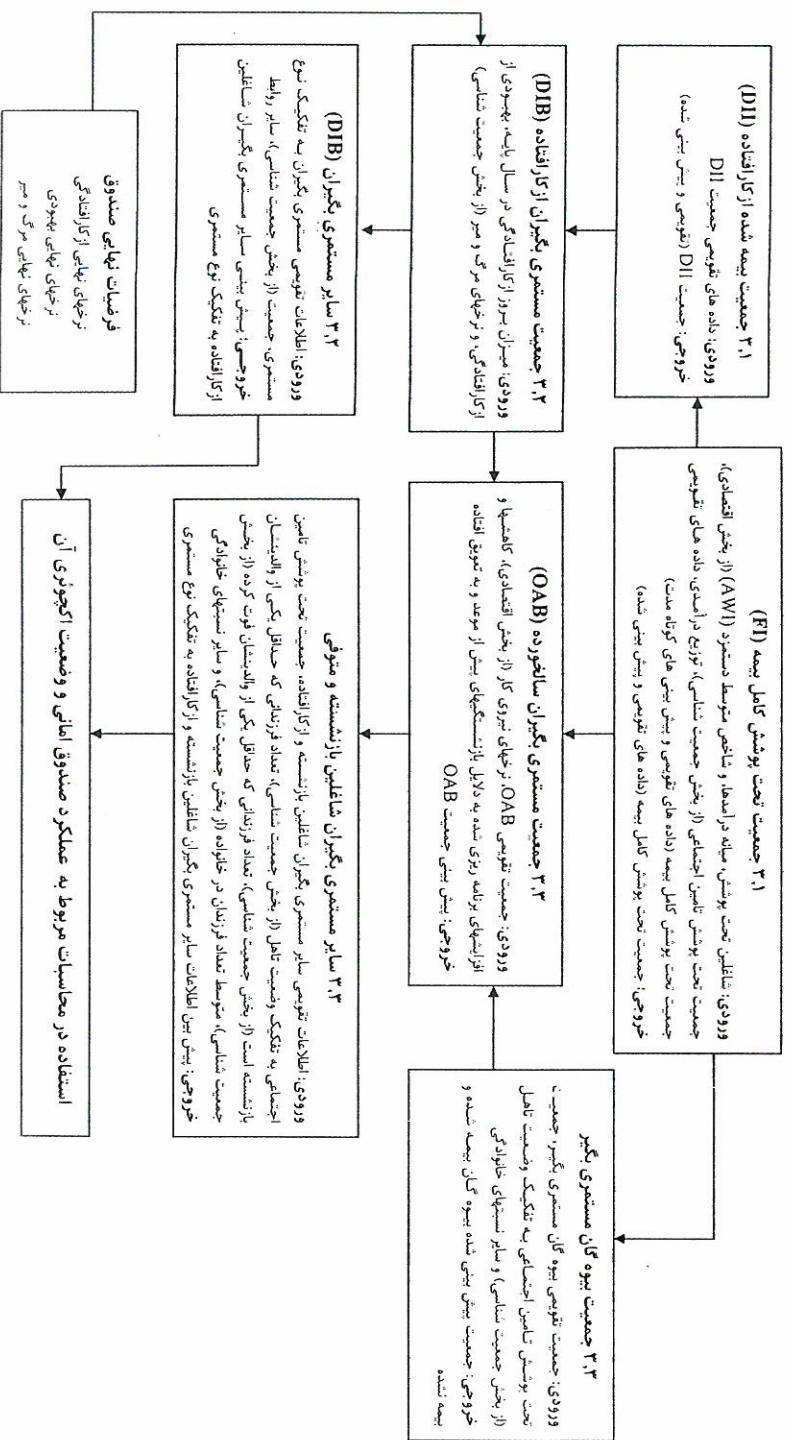 ۳,۱ جمعیت تحت پوشش کامل بیمه (FI)
ورودی: شاغلین تحت پوشش، میانه درآمدها، و شاخص متوسط دستمزد (AWI) (از بخش اقتصادی)،
جمعیت تحت پوشش تامین اجتماعی (از بخش جمعیت شناسی)، توزیع درآمدی، داده های تقویمی
جمعیت تحت پوشش کامل بیمه (داده های تقویمی و پیش بینی های کوتاه مدت)
خروجی: جمعیت تحت پوشش کامل بیمه (داده های تقویمی و پیش بینی شده)
۳,۱ جمعیت بیمه شده ازکارافتاده (DII)
ورودی: داده های تقویمی جمعیت DII
خروجی: جمعیت DII (تقویمی و پیش بینی شده)
۳,۳ جمعیت بیوه گان مستمری بگیر
ورودی: جمعیت تقویمی بیوه گان مستمری بگیر، جمعیت
تحت پوشش تامین اجتماعی به تفکیک وضعیت تاهل
(از بخش جمعیت شناسی) و سایر نسبتهای خانوادگی
خروجی: جمعیت پیش بینی شده بیوه گان بیمه شده و
بیمه نشده
۳,۳ جمعیت مستمری بگیران سالخورده
(OAB)
ورودی: جمعیت تقویمی OAB، نرخهای نیروی کار (از بخش اقتصادی)، کاهشها و
افزایشهای برنامه ریزی شده به دلایل بازنشستگیهای پیش از موعد و به تعویق افتاده
خروجی: پیش بینی جمعیت OAB
۳,۲ جمعیت مستمری بگیران ازکارافتاده (DIB)
ورودی: میزان بروز ازکارافتادگی در سال پایه، بهبودی از
ازکارافتادگی، و نرخهای مرگ و میر (از بخش جمعیت شناسی)
۳,۳ سایر مستمری بگیران شاغلین بازنشسته و متوفی
ورودی: اطلاعات تقویمی سایر مستمری بگیران شاغلین بازنشسته و ازکارافتاده، جمعیت تحت پوشش تامین
اجتماعی به تفکیک وضعیت تاهل (از بخش جمعیت شناسی)، تعداد فرزندانی که حداقل یکی از والدینشان
بازنشسته است (از بخش جمعیت شناسی)، تعداد فرزندانی که حداقل یکی از والدینشان فوت کرده (از بخش
جمعیت شناسی)، متوسط تعداد فرزندان در خانواده (از بخش جمعیت شناسی)، و سایر نسبتهای خانوادگی
خروجی: پیش بین اطلاعات سایر مستمری بگیران شاغلین بازنشسته و ازکارافتاده به تفکیک نوع مستمری
۳,۲ سایر مستمری بگیران (DIB)
ورودی: اطلاعات تقویمی مستمری بگیران به تفکیک نوع
مستمری، جمعیت (از بخش جمعیت شناسی)، سایر روابط
خروجی: پیش بینی سایر مستمری بگیران شاغلین
ازکارافتاده به تفکیک نوع مستمری
استفاده در محاسبات مربوط به عملکرد صندوق امانی و وضعیت اکچوئری آن
فرضیات نهایی صندوق
نرخهای نهایی ازکارافتادگی
نرخهای نهایی بهبودی
نرخهای نهایی مرگ و میر